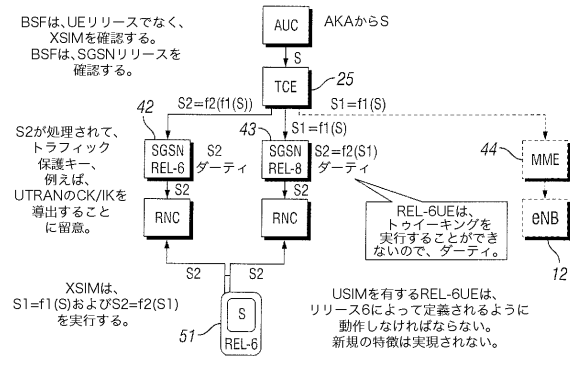 BSFは、UEリリースでなく、
XSIMを確認する。
BSFは、SGSNリリースを
確認する。
AUC
AKAからS
S
TCE
25
S2=f2(f1(S))
S1=f1(S)
S1=f1(S)
42
43
44
S2が処理されて、
トラフィック
保護キー、
例えば、
UTRANのCK/IKを
導出すること
に留意。
SGSN
REL-6
S2
ダーティ
SGSN
REL-8
S2=f2(S1)
ダーティ
MME
S2
S2
RNC
RNC
eNB
12
REL-6UEは、
トゥイーキングを
実行することができ
ないので、ダーティ。
S2
S2
XSIMは、
S1=f1(S)およびS2=f2(S1)
を実行する。
S
REL-6
51
USIMを有するREL-6UEは、
リリース6によって定義されるように
動作しなければならない。
新規の特徴は実現されない。